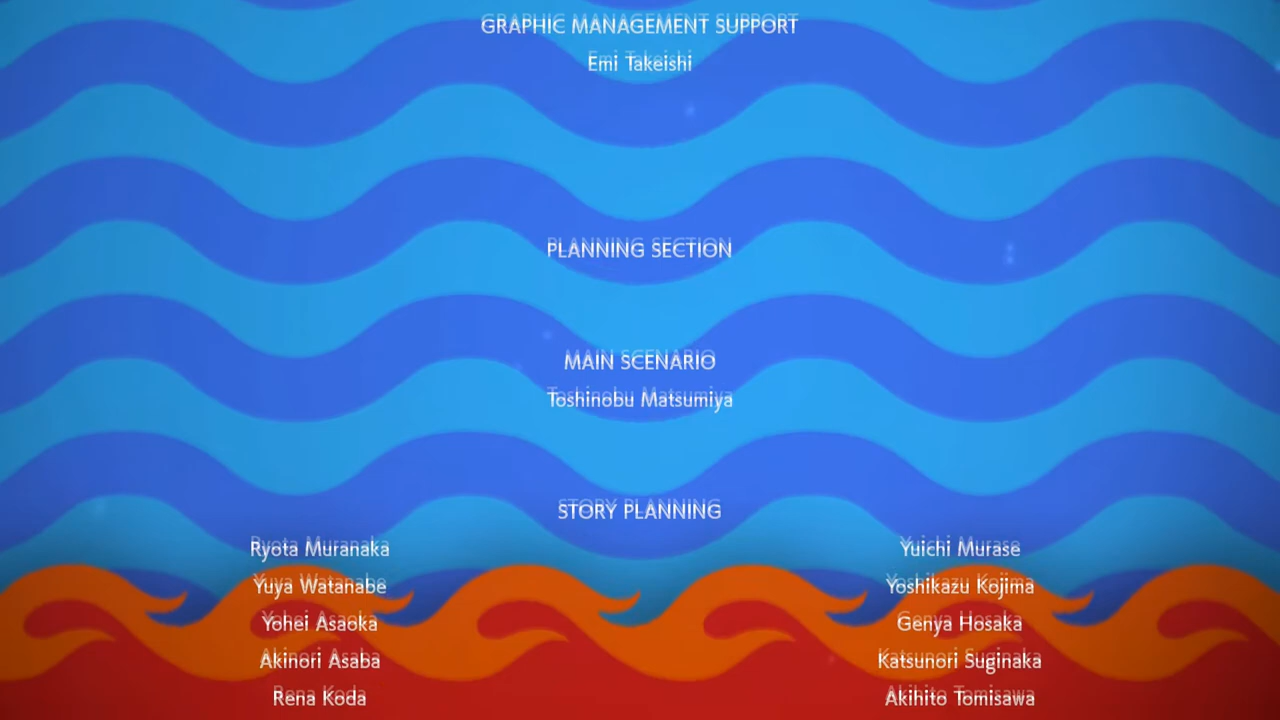 GRAPHIC MANAGEMENT SUPPORT
Emi Takeishi
PLANNING SECTION
MAIN SCENARIO
Toshinobu Matsumiya
STORY PLANNING
Ryota Muranaka Yuichi Murase
Yuya Watanabe Yoshikazu Kojima
Yohei Asaoka Genya Hosaka
Akinori Asaba Katsunori Suginaka
Rena Koda Akihito Tomisawa